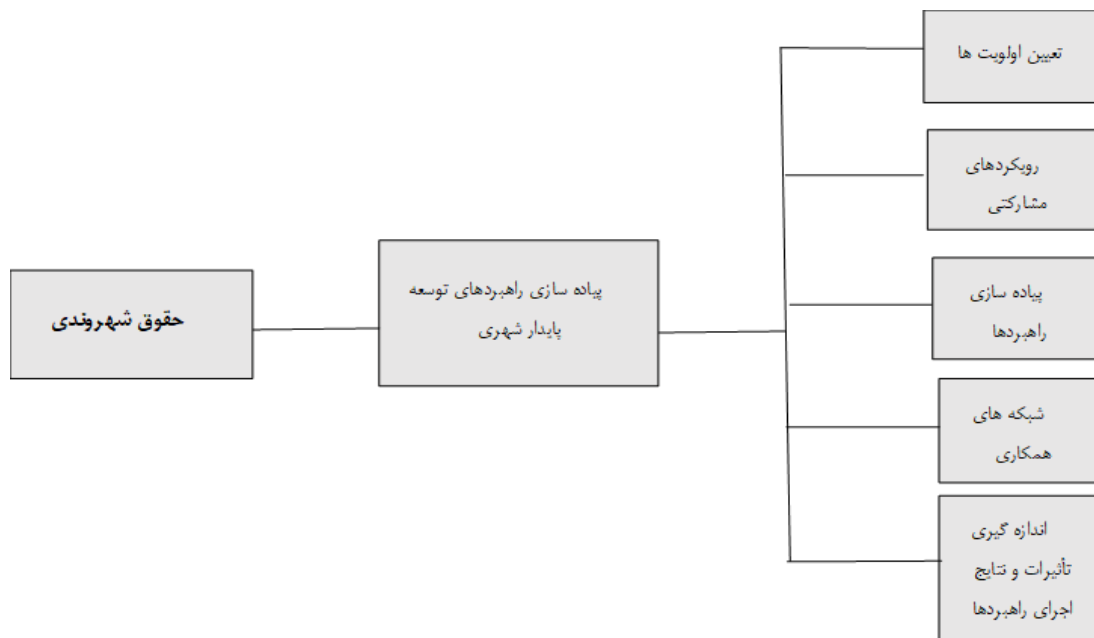 تعیین اولویت ها
رویکردهای
مشارکتی
پیاده سازی
راهبردها
شبکه های
همکاری
اندازه گیری
تأثیرات و نتایج
اجرای راهبردها
پیاده سازی راهبردهای توسعه
پایدار شهری
حقوق شهروندی